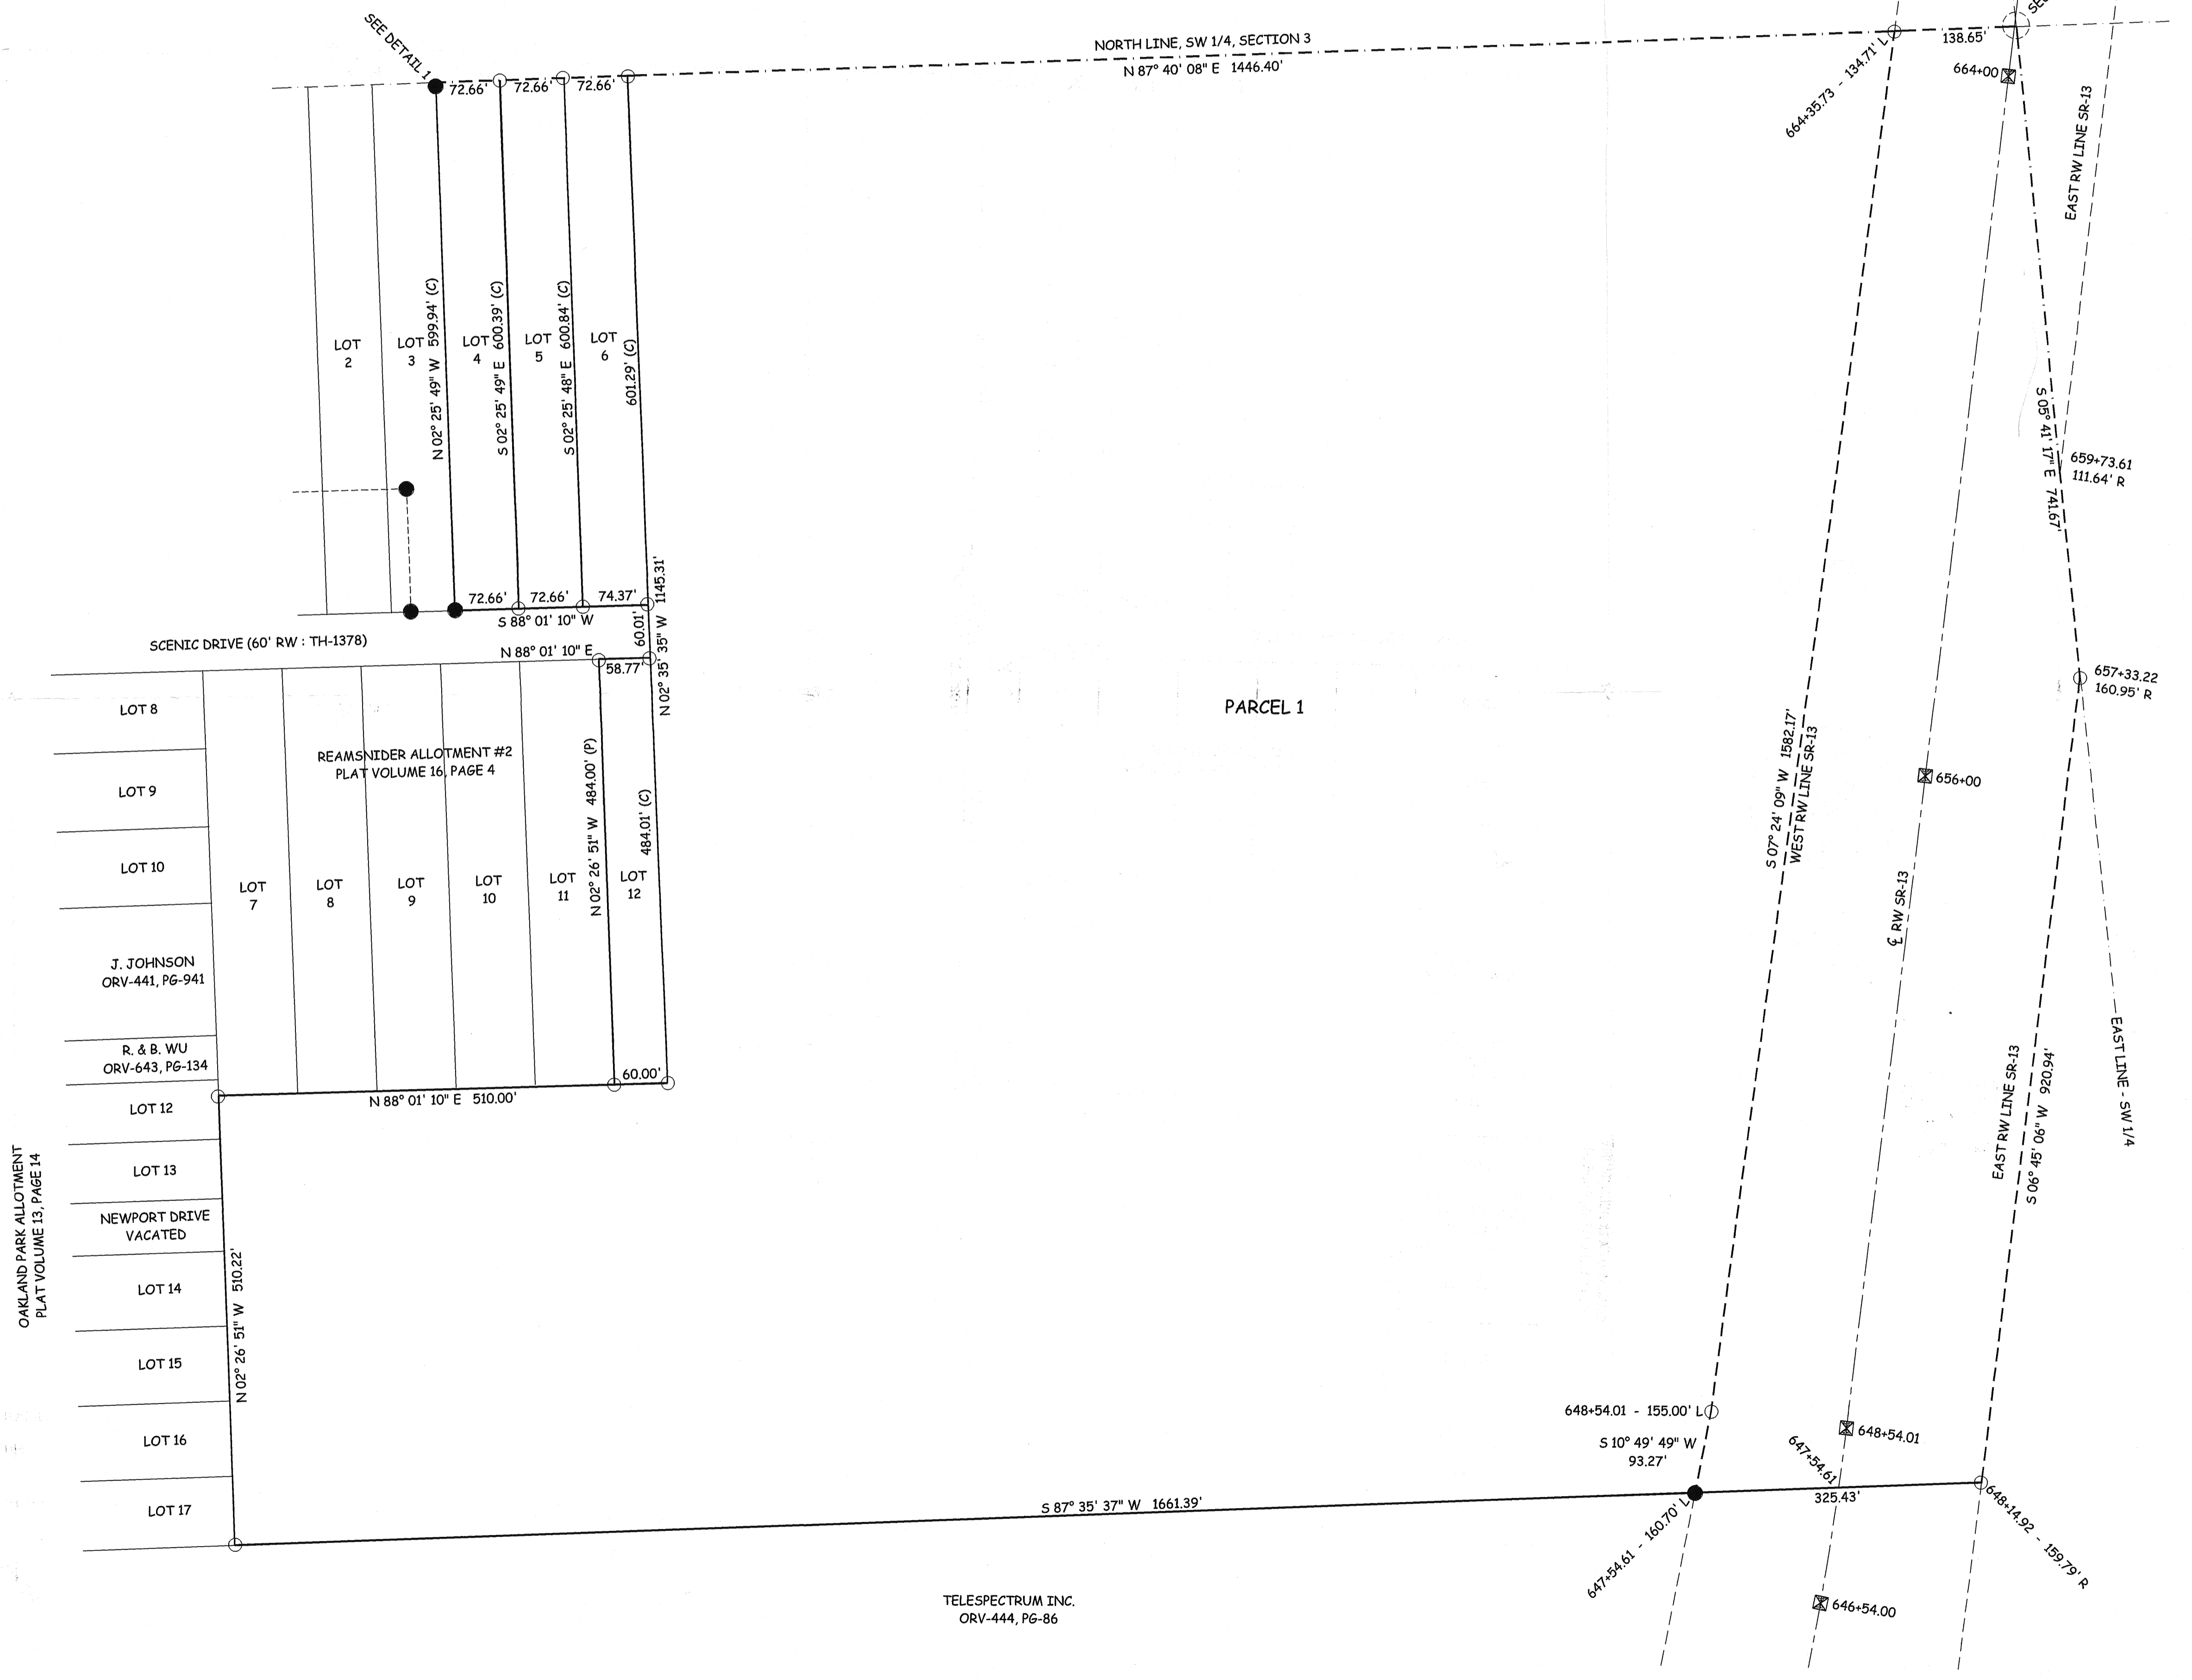 SEE DETAIL 1
NORTH LINE, SW 1/4, SECTION 3
N 87° 40' 08" E 1446.40'
72.66'
72.66'
72.66'
138.65'
664+35.73 - 134.71' L
664+00
EAST RW LINE SR-13
N 02° 25' 49" W 599.94' (C)
S 02° 25' 49" E 600.39' (C)
S 02° 25' 48" E 600.84' (C)
601.29' (C)
LOT
2
LOT
3
LOT
4
LOT
5
LOT
6
S 05° 41' 17" E 741.67'
659+73.61
111.64' R
72.66'
72.66'
74.37'
S 88° 01' 10" W
60.01'
N 02° 35' 35" W 1145.31'
SCENIC DRIVE (60' RW : TH-1378)
N 88° 01' 10" E
58.77'
657+33.22
160.95' R
LOT 8
LOT 9
LOT 10
J. JOHNSON
ORV-441, PG-941
R. & B. WU
ORV-643, PG-134
LOT 12
LOT 13
NEWPORT DRIVE
VACATED
LOT 14
LOT 15
LOT 16
LOT 17
OAKLAND PARK ALLOTMENT
PLAT VOLUME 13, PAGE 14
REAMSNIDER ALLOTMENT #2
PLAT VOLUME 16, PAGE 4
LOT
7
LOT
8
LOT
9
LOT
10
LOT
11
N 02° 26' 51" W 484.00' (P)
LOT
12
484.01' (C)
60.00'
N 88° 01' 10" E 510.00'
N 02° 26' 51" W 510.22'
PARCEL 1
S 07° 24' 09" W 1582.17'
WEST RW LINE SR-13
656+00
℄ RW SR-13
EAST RW LINE SR-13
S 06° 45' 06" W 920.94'
EAST LINE - SW 1/4
648+54.01 - 155.00' L
S 10° 49' 49" W
93.27'
648+54.01
647+54.61
325.43'
S 87° 35' 37" W 1661.39'
647+54.61 - 160.70' L
648+14.92 - 159.79' R
646+54.00
TELESPECTRUM INC.
ORV-444, PG-86